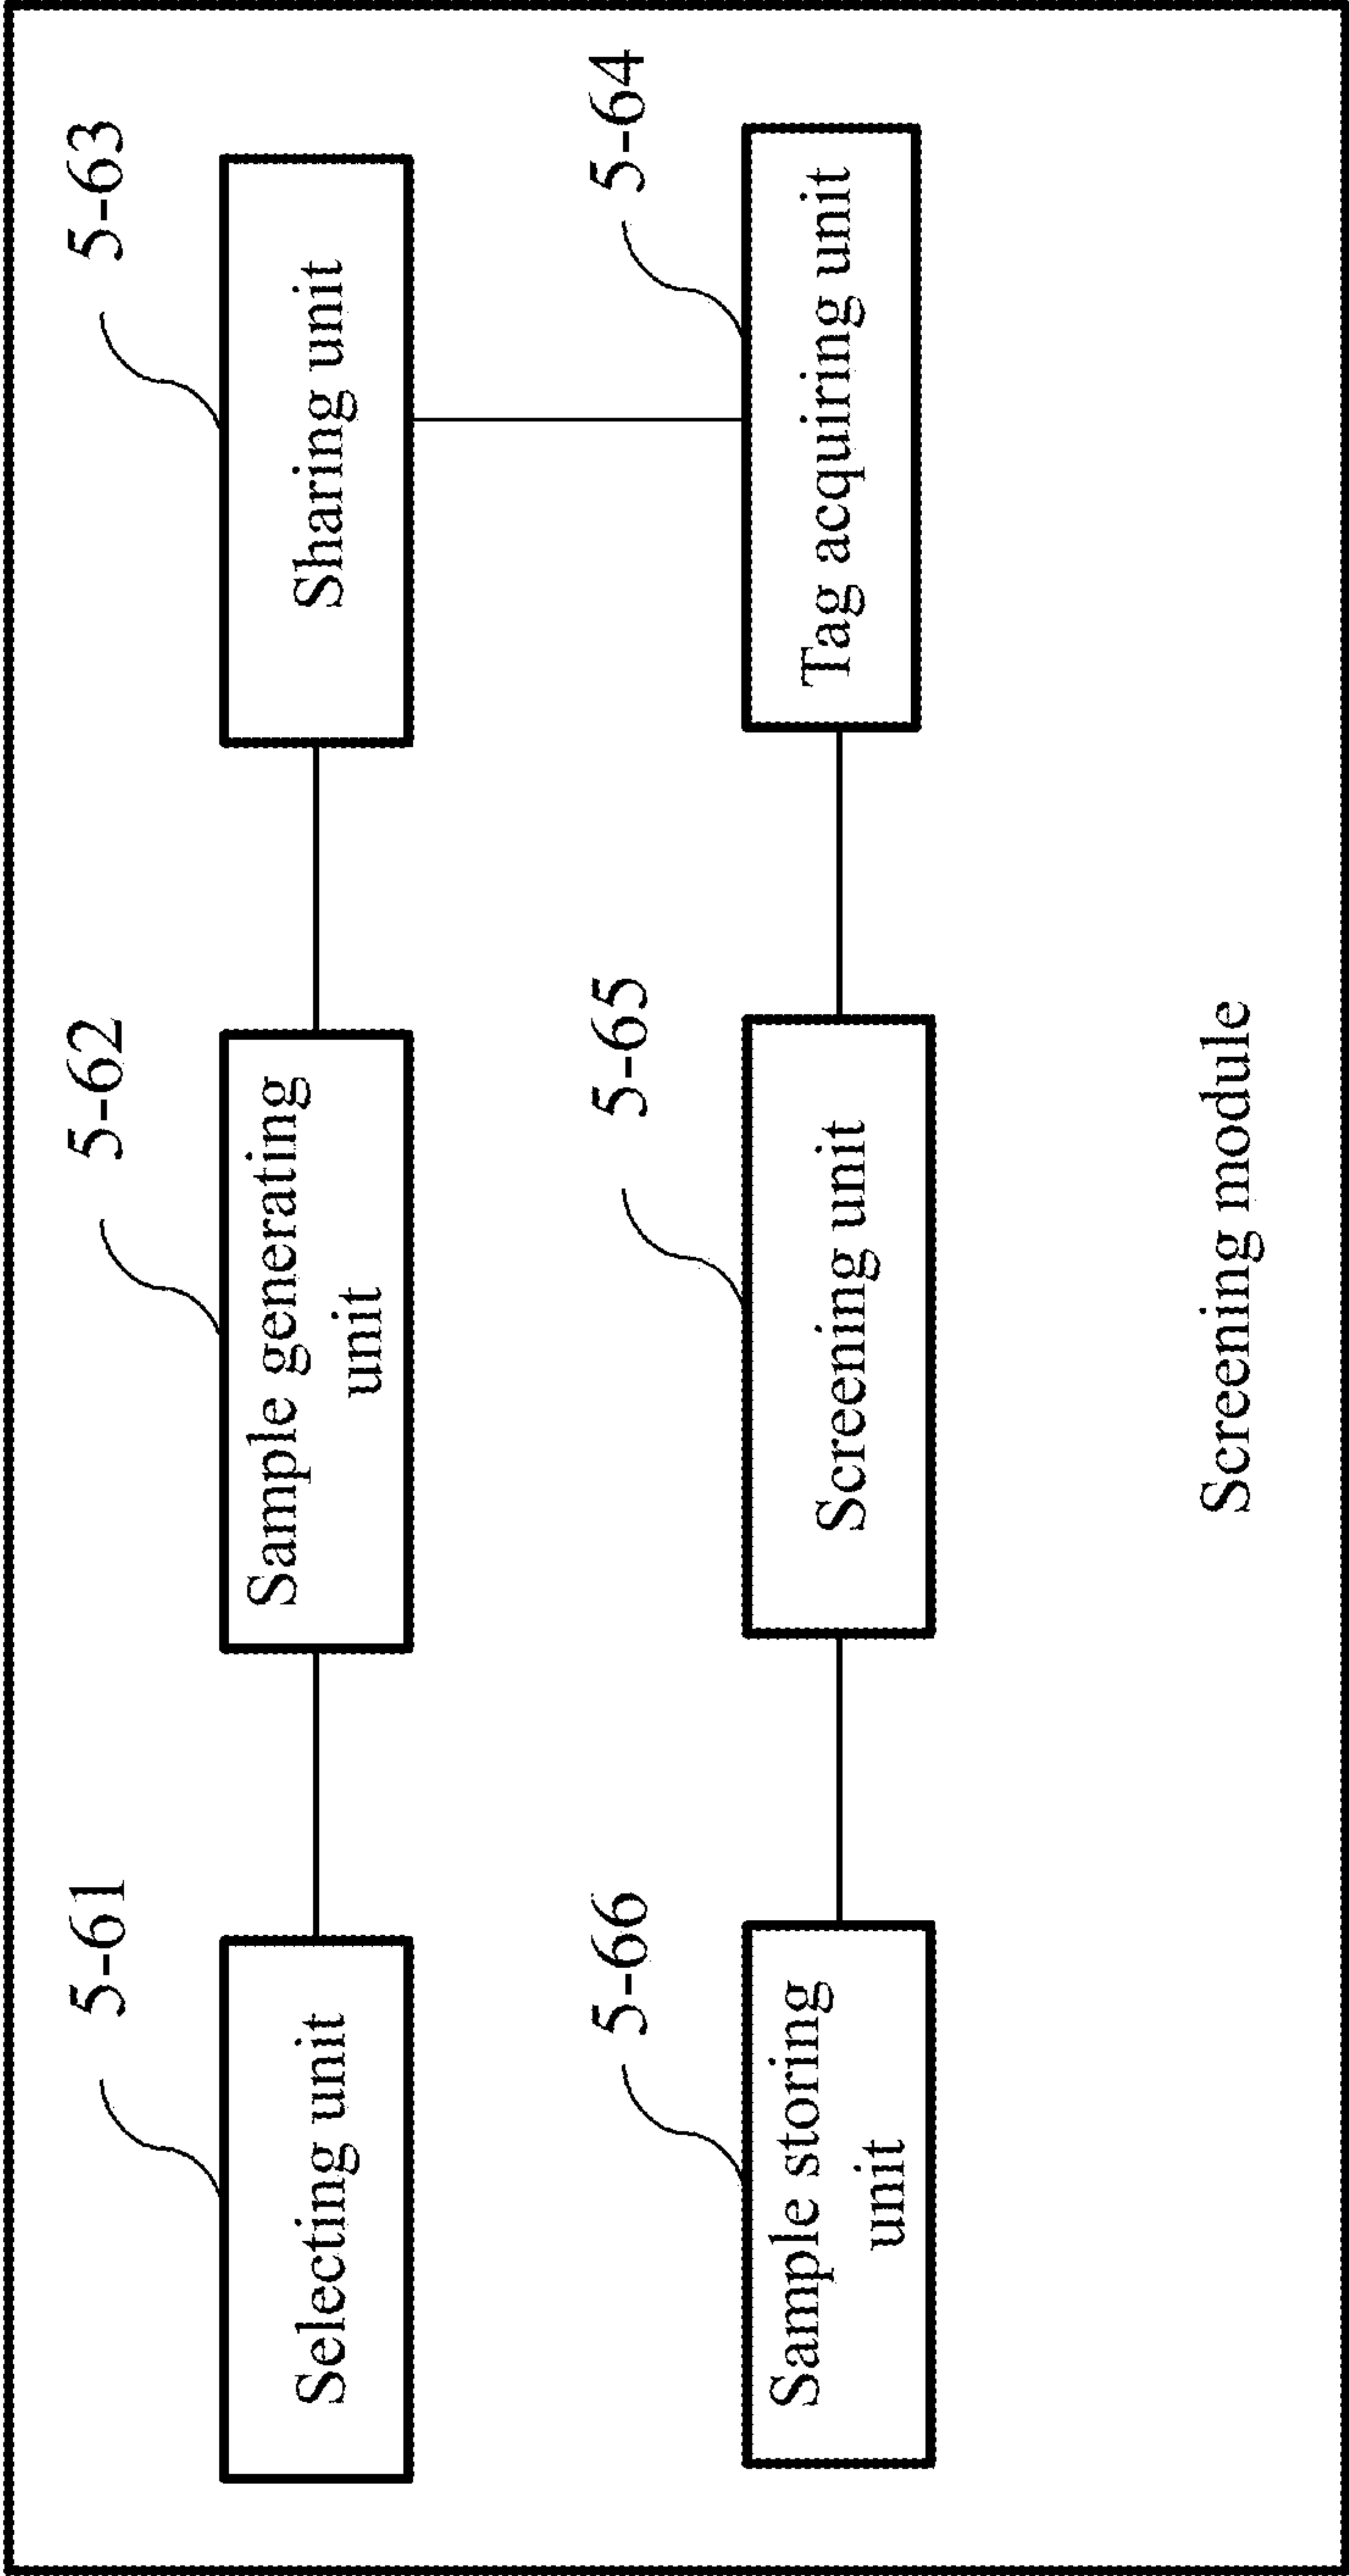 5-61
5-62
5-63
Selecting unit
Sample generating
unit
Sharing unit
5-66
5-65
5-64
Sample storing
unit
Screening unit
Tag acquiring unit
Screening module